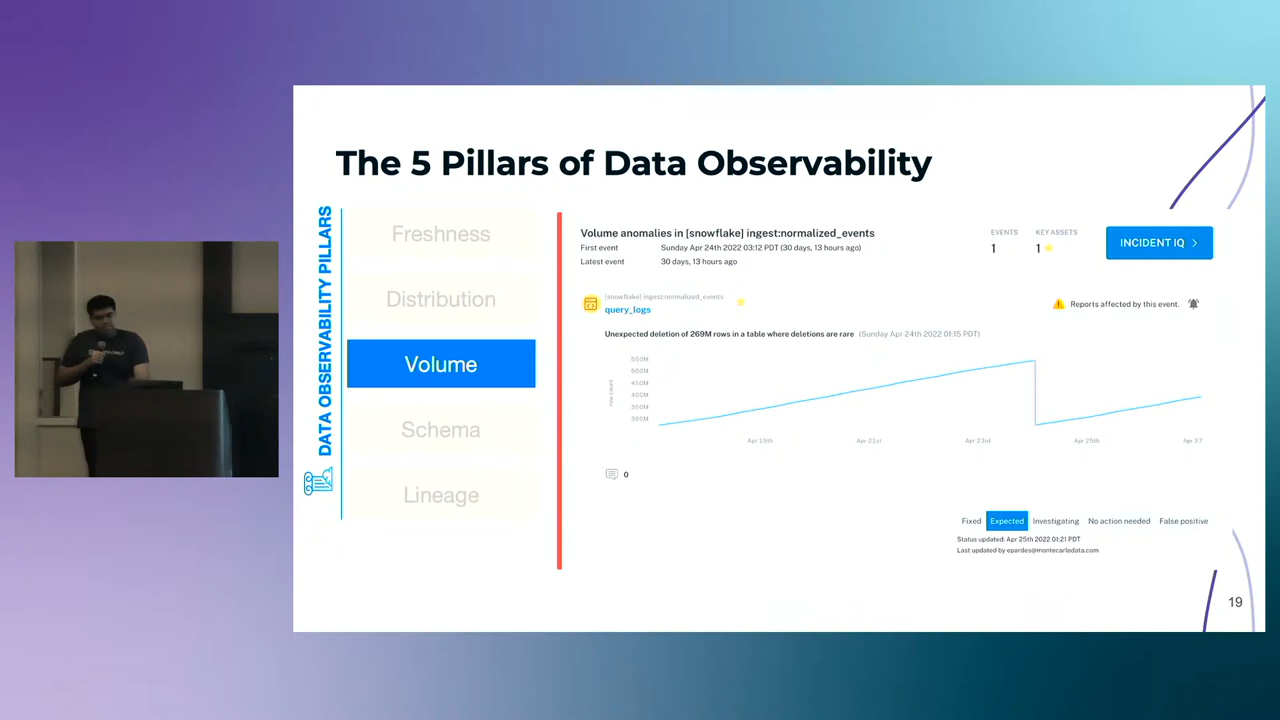 The 5 Pillars of Data Observability
DATA OBSERVABILITY PILLARS
Freshness
Distribution
Volume
Schema
Lineage
Volume anomalies in [snowflake] ingest:normalized_events
First event Sunday Apr 24th 2022 03:12 PDT (30 days, 13 hours ago)
Latest event 30 days, 13 hours ago
EVENTS KEY ASSETS
1 1
INCIDENT IQ
[snowflake] ingest:normalized_events
query_logs
Reports affected by this event.
Unexpected deletion of 269M rows in a table where deletions are rare (Sunday Apr 24th 2022 01:15 PDT)
row count
550M
500M
450M
400M
350M
300M
Apr 19th Apr 21st Apr 23rd Apr 25th Apr 27
0
Fixed Expected Investigating No action needed False positive
Status updated: Apr 25th 2022 01:21 PDT
Last updated by epardes@montecarlodata.com
19